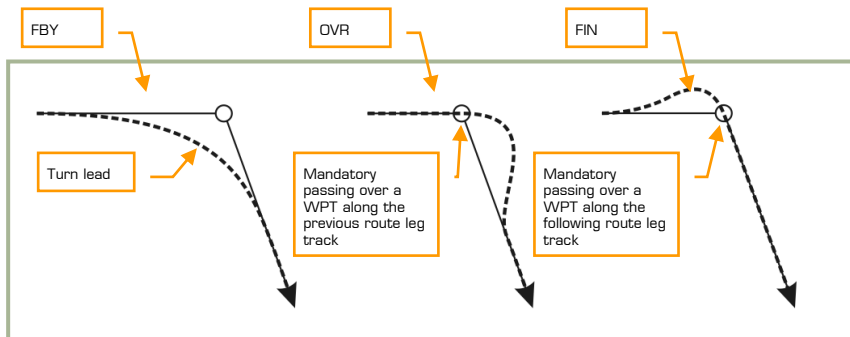 FBY
OVR
FIN
Turn lead
Mandatory
passing over a
WPT along the
previous route leg
track
Mandatory
passing over a
WPT along the
following route leg
track